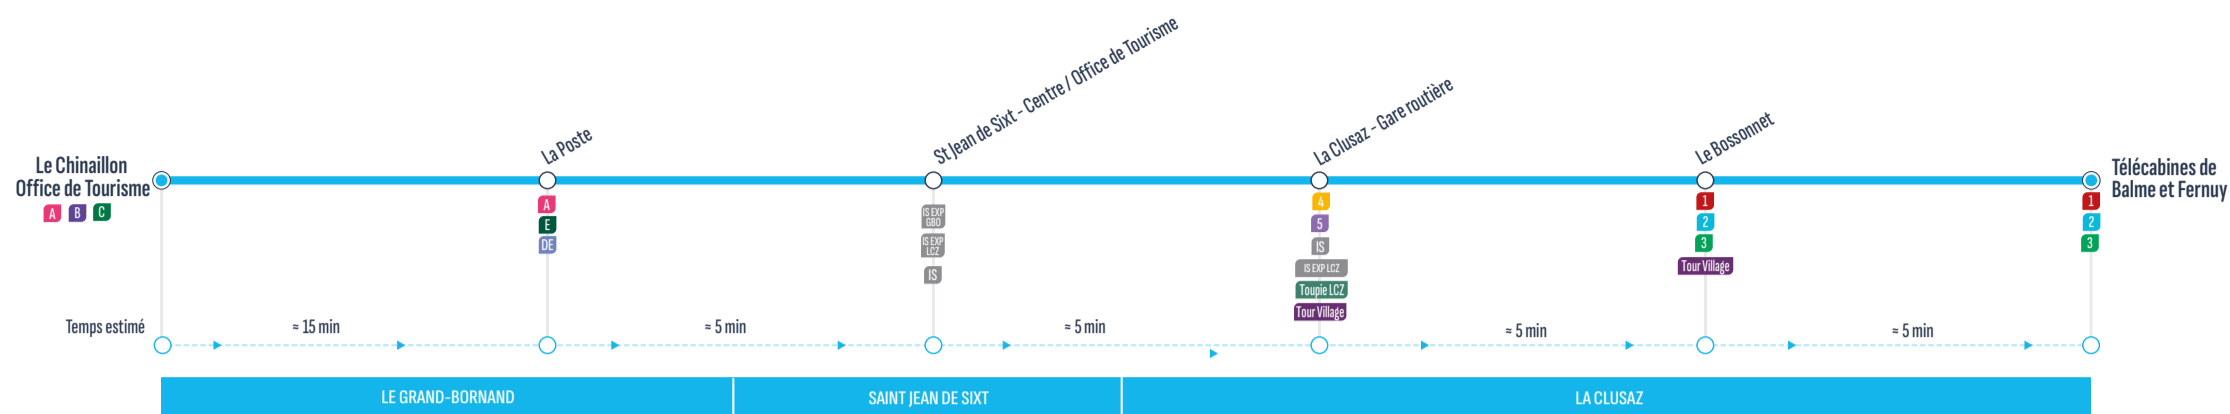 Le Chinaillon
Office de Tourisme
A B C
La Poste
A
E
DE
St Jean de Sixt - Centre / Office de Tourisme
IS EXP
GBO
IS EXP
LCZ
IS
La Clusaz - Gare routière
4
5
IS
IS EXP LCZ
Toupie LCZ
Tour Village
Le Bossonnet
1
2
3
Tour Village
Télécabines de
Balme et Fernuy
1
2
3
Temps estimé
≈ 15 min
≈ 5 min
≈ 5 min
≈ 5 min
≈ 5 min
LE GRAND-BORNAND
SAINT JEAN DE SIXT
LA CLUSAZ